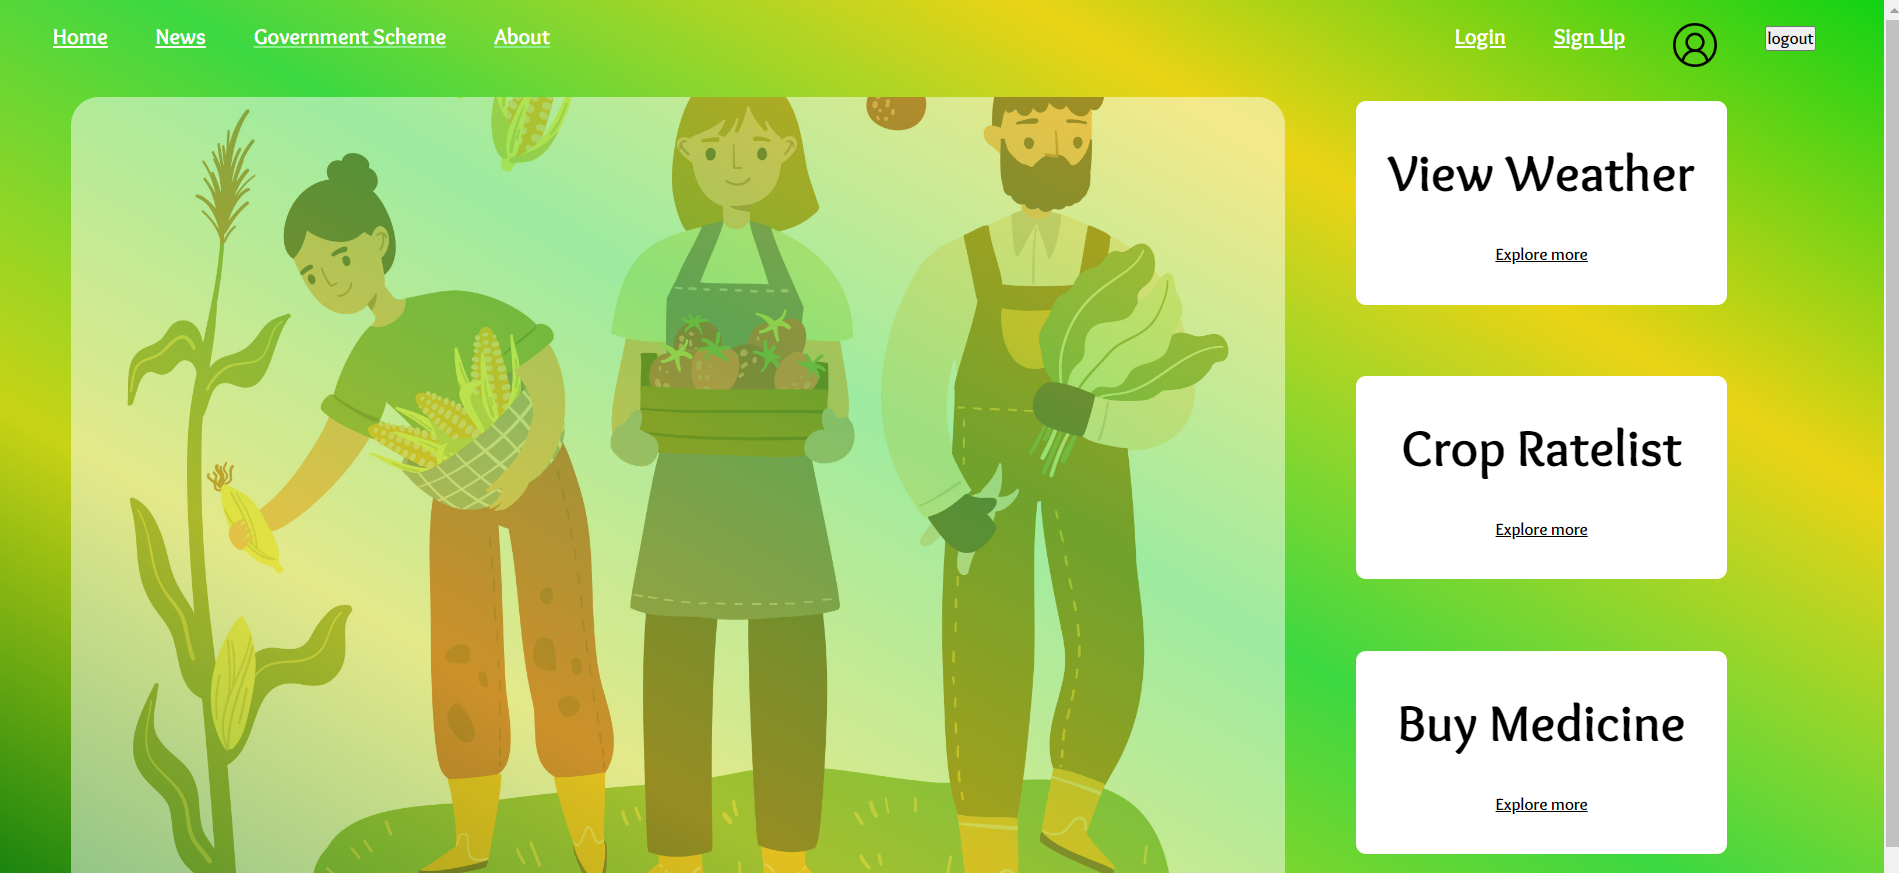 Home News Government Scheme About Login Sign Up logout
View Weather
Explore more
Crop Ratelist
Explore more
Buy Medicine
Explore more